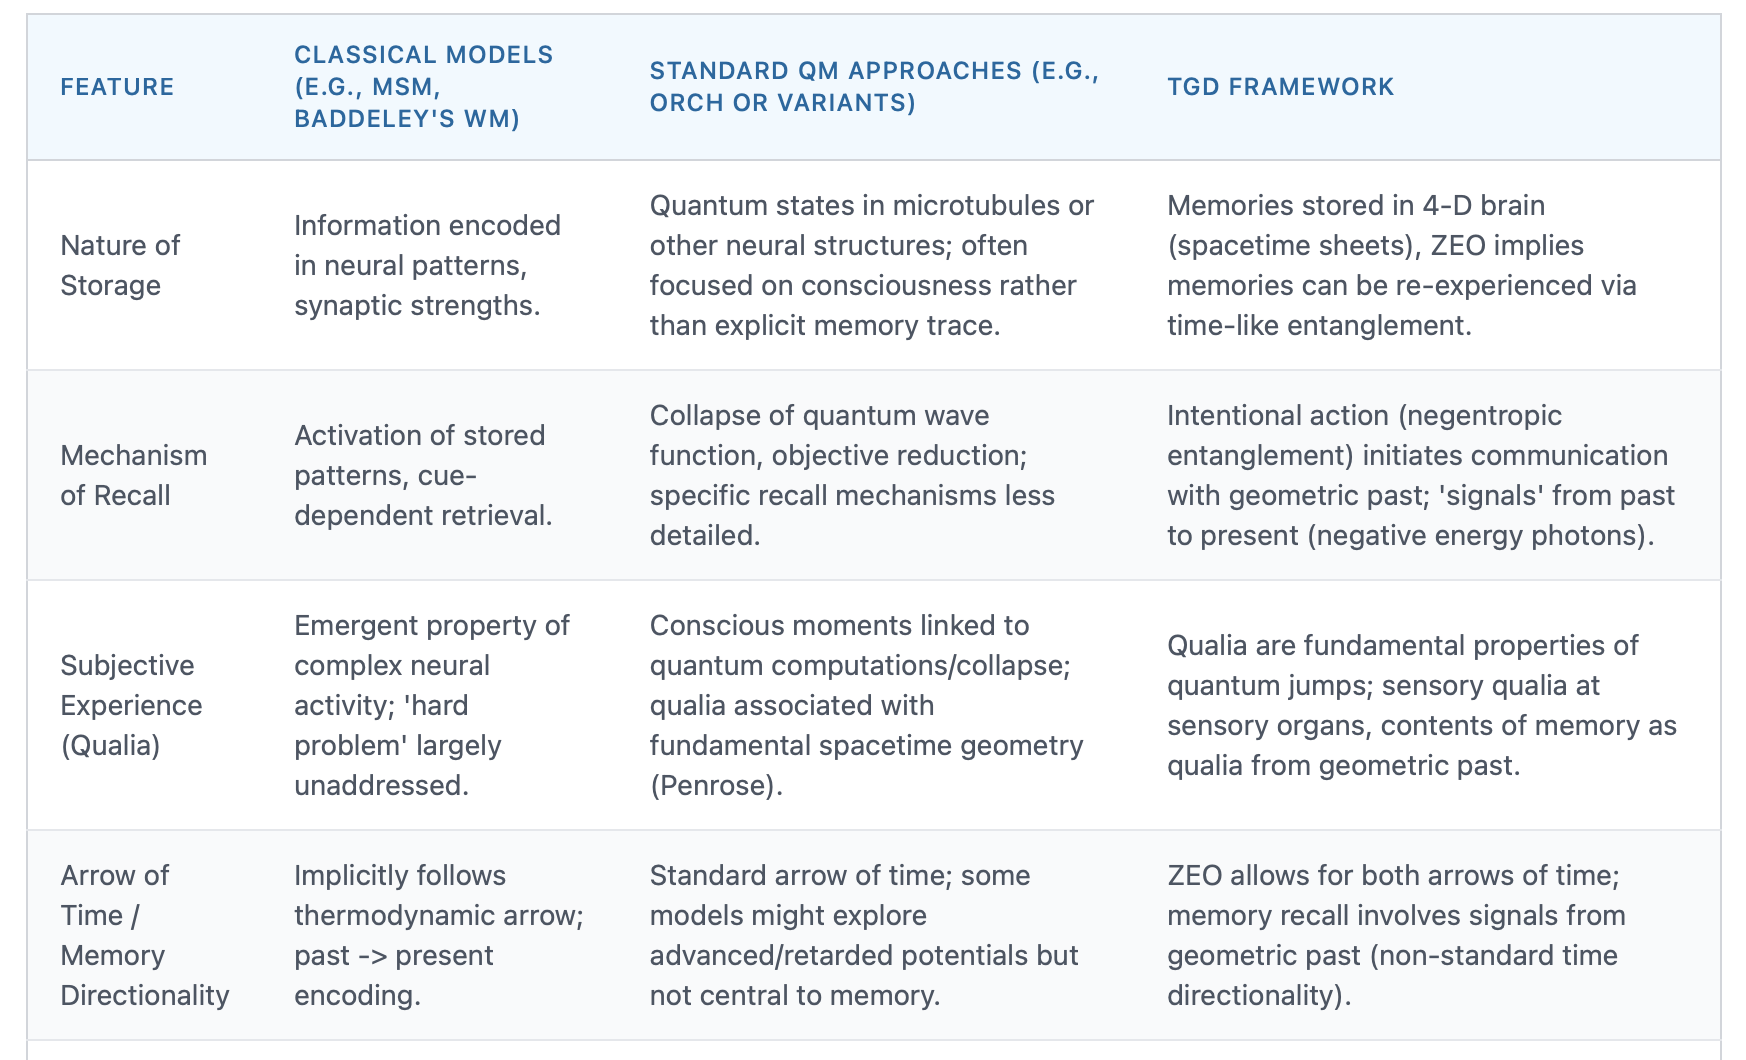 FEATURE
CLASSICAL MODELS
(E.G., MSM,
BADDELEY'S WM)
STANDARD QM APPROACHES (E.G.,
ORCH OR VARIANTS)
TGD FRAMEWORK
Nature of
Storage
Information encoded
in neural patterns,
synaptic strengths.
Quantum states in microtubules or
other neural structures; often
focused on consciousness rather
than explicit memory trace.
Memories stored in 4-D brain
(spacetime sheets), ZEO implies
memories can be re-experienced via
time-like entanglement.
Mechanism
of Recall
Activation of stored
patterns, cue-
dependent retrieval.
Collapse of quantum wave
function, objective reduction;
specific recall mechanisms less
detailed.
Intentional action (negentropic
entanglement) initiates communication
with geometric past; 'signals' from past
to present (negative energy photons).
Subjective
Experience
(Qualia)
Emergent property of
complex neural
activity; 'hard
problem' largely
unaddressed.
Conscious moments linked to
quantum computations/collapse;
qualia associated with
fundamental spacetime geometry
(Penrose).
Qualia are fundamental properties of
quantum jumps; sensory qualia at
sensory organs, contents of memory as
qualia from geometric past.
Arrow of
Time /
Memory
Directionality
Implicitly follows
thermodynamic arrow;
past -> present
encoding.
Standard arrow of time; some
models might explore
advanced/retarded potentials but
not central to memory.
ZEO allows for both arrows of time;
memory recall involves signals from
geometric past (non-standard time
directionality).